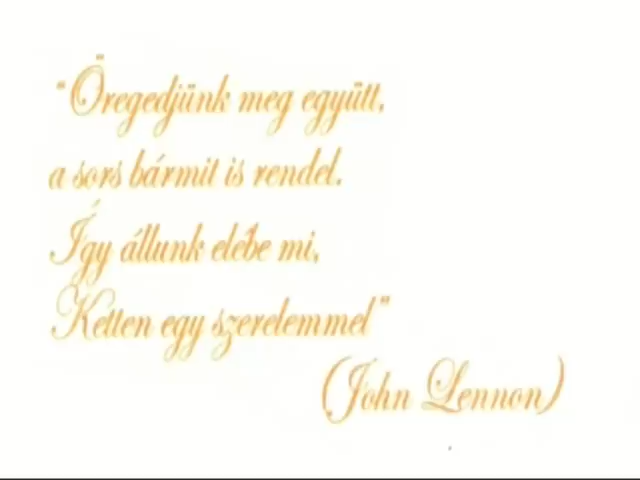 "Öregedjünk meg együtt,
a sors bármit is rendel.
Így állunk elébe mi,
Ketten egy szerelemmel"
(John Lennon)